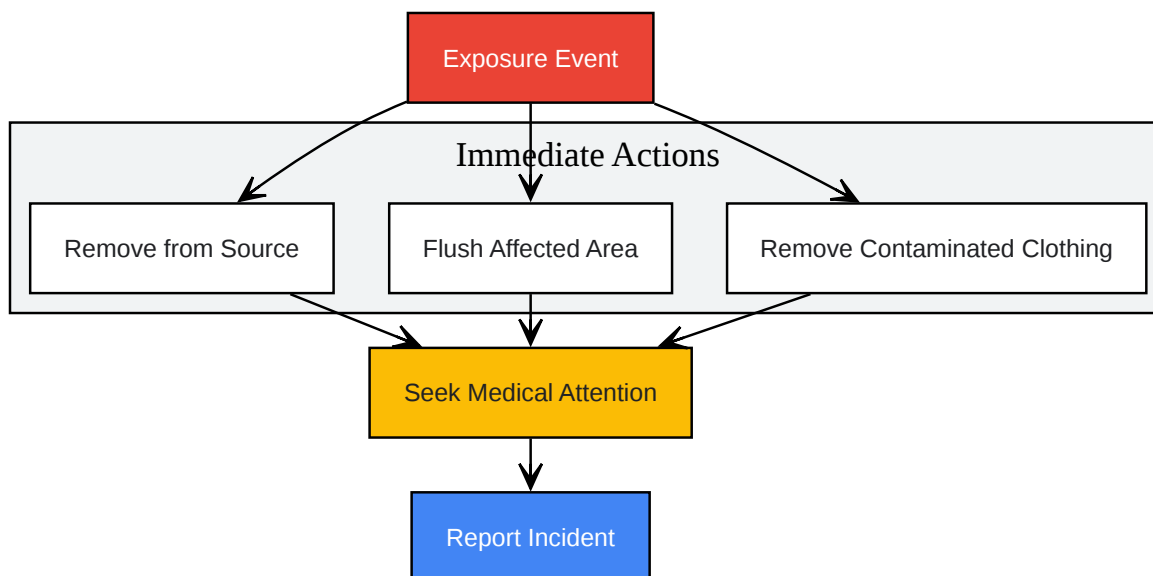 Exposure Event
Immediate Actions
Remove from Source
Flush Affected Area
Remove Contaminated Clothing
Seek Medical Attention
Report Incident